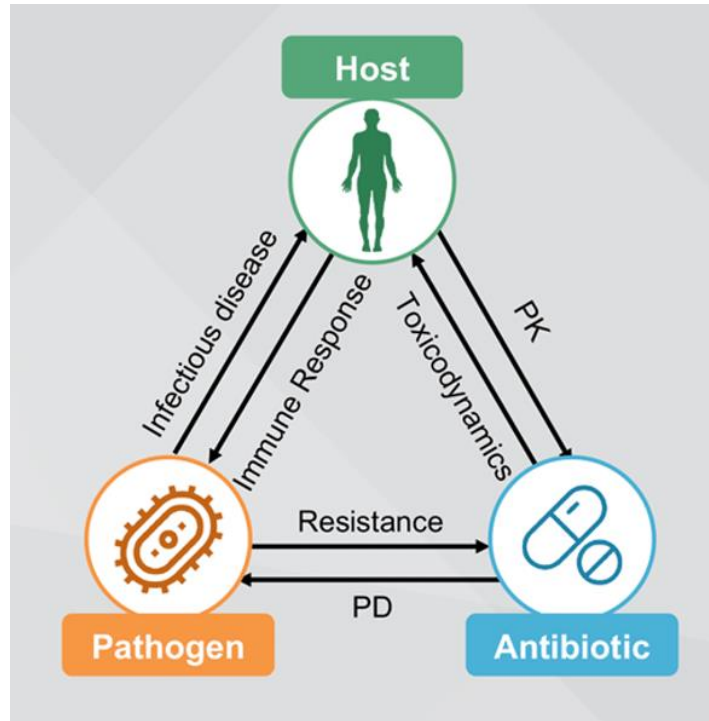 Host
Infectious disease
Immune Response
Toxicodynamics
PK
Resistance
PD
Pathogen
Antibiotic